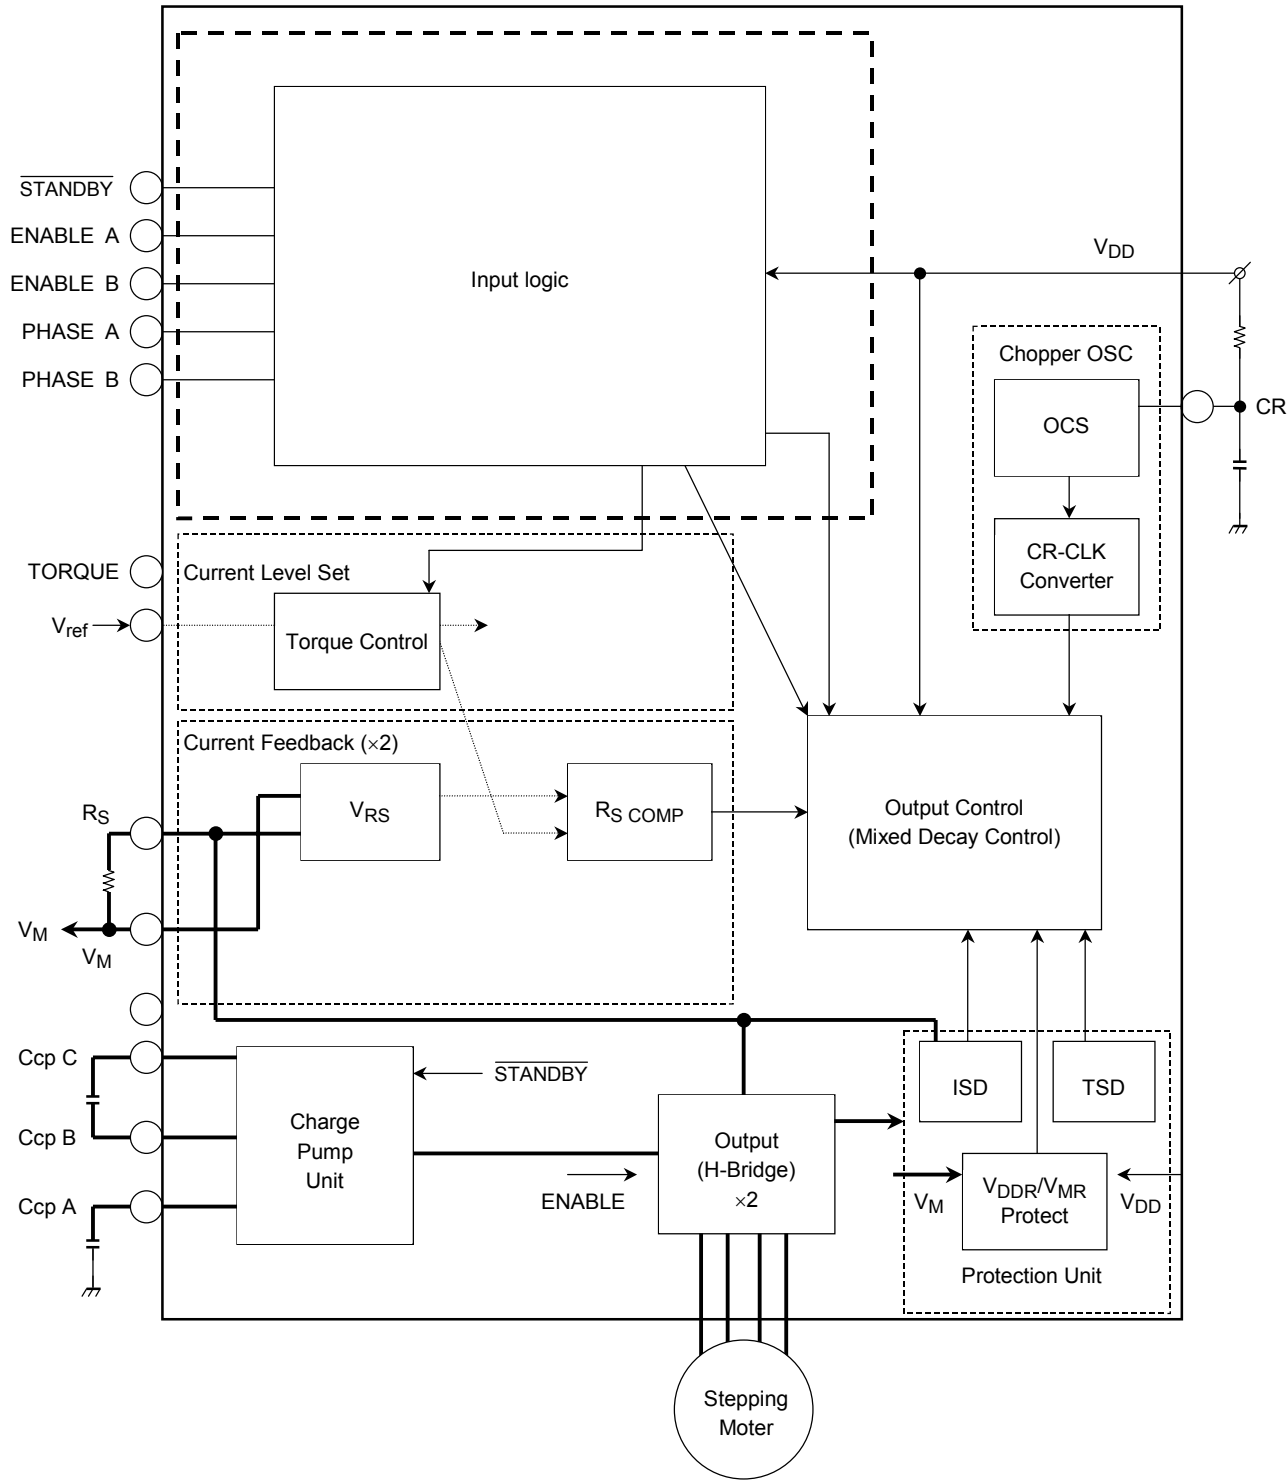 STANDBY
ENABLE A
ENABLE B
PHASE A
PHASE B
Input logic
VDD
Chopper OSC
OCS
CR
CR-CLK
Converter
TORQUE
Vref
Current Level Set
Torque Control
Current Feedback (×2)
VRS
RS COMP
Output Control
(Mixed Decay Control)
RS
VM
VM
Ccp C
Ccp B
Ccp A
Charge
Pump
Unit
STANDBY
ENABLE
Output
(H-Bridge)
×2
ISD
TSD
VM
VDDR/VMR
Protect
VDD
Protection Unit
Stepping
Moter